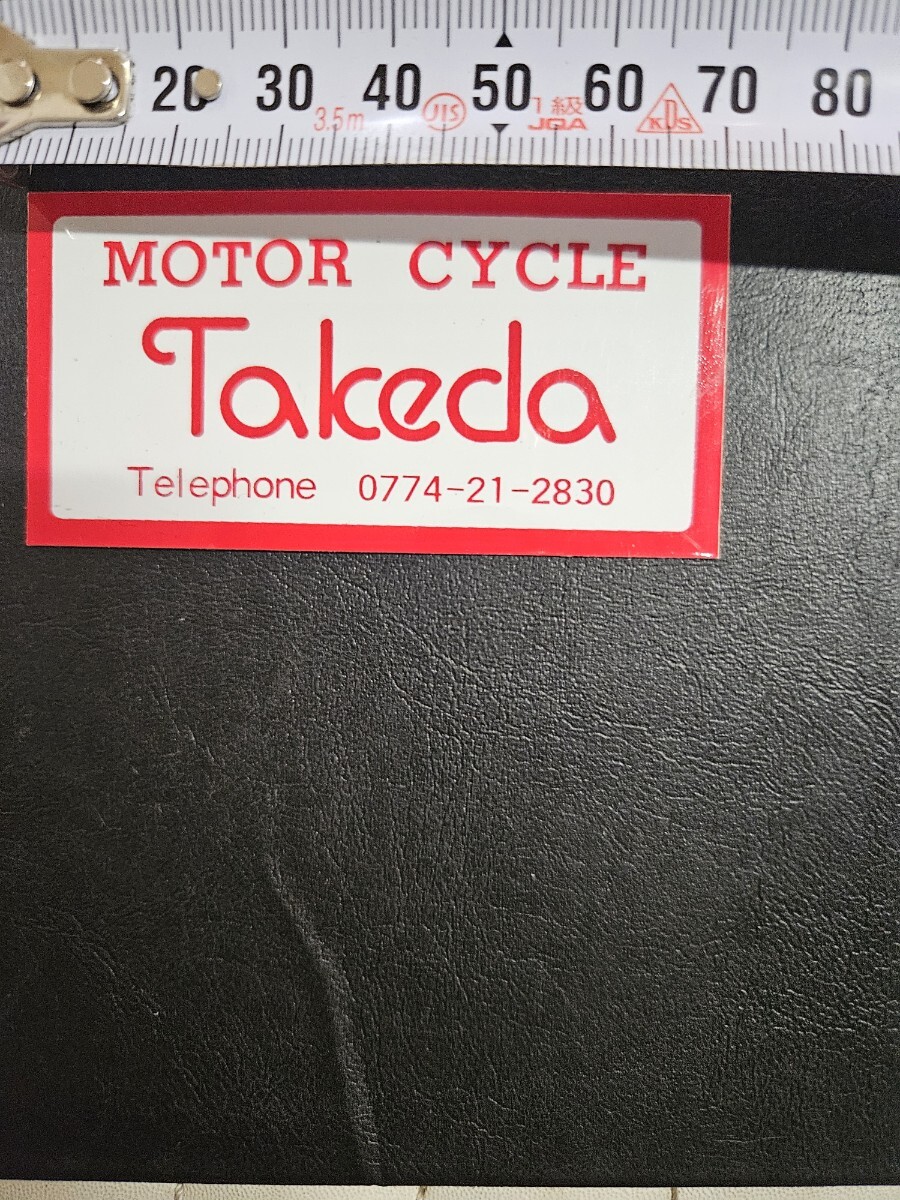 20 30 40 50 60 70 80
3.5m JIS 1級 KDS
JQA
MOTOR CYCLE
Takeda
Telephone 0774-21-2830